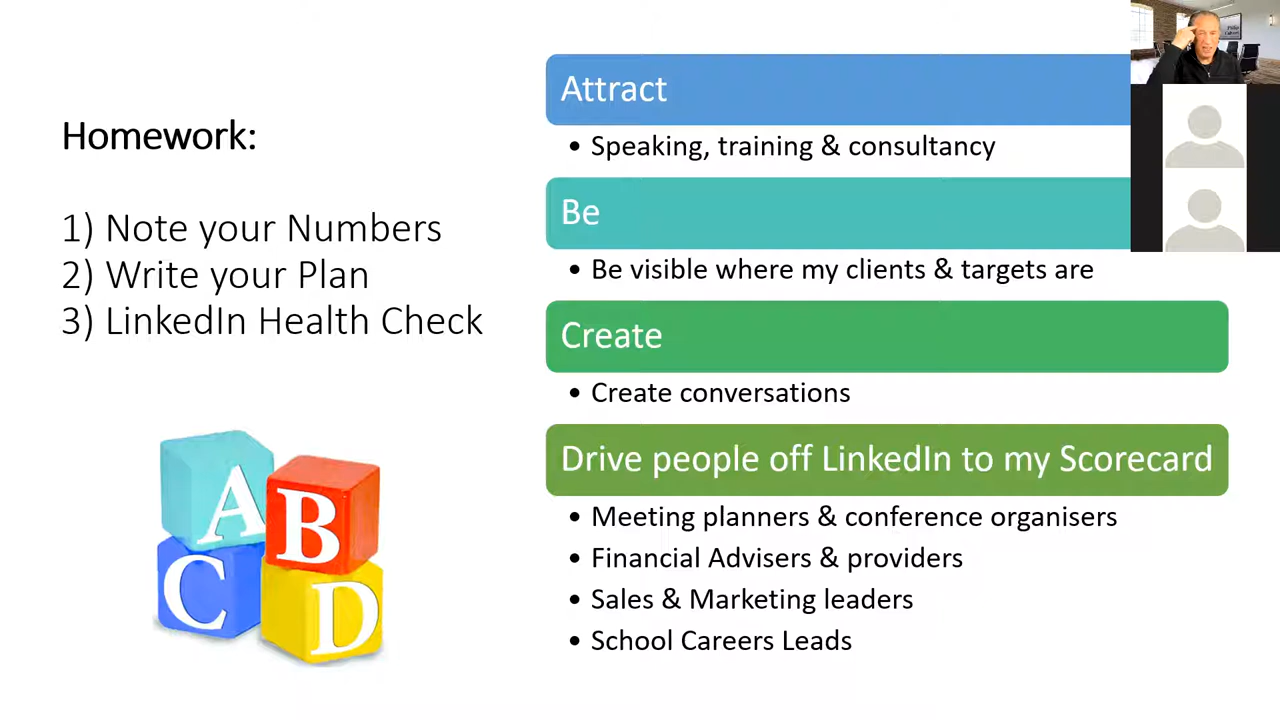 Homework:
1) Note your Numbers
2) Write your Plan
3) LinkedIn Health Check
A
B
C
D
Attract
• Speaking, training & consultancy
Be
• Be visible where my clients & targets are
Create
• Create conversations
Drive people off LinkedIn to my Scorecard
• Meeting planners & conference organisers
• Financial Advisers & providers
• Sales & Marketing leaders
• School Careers Leads